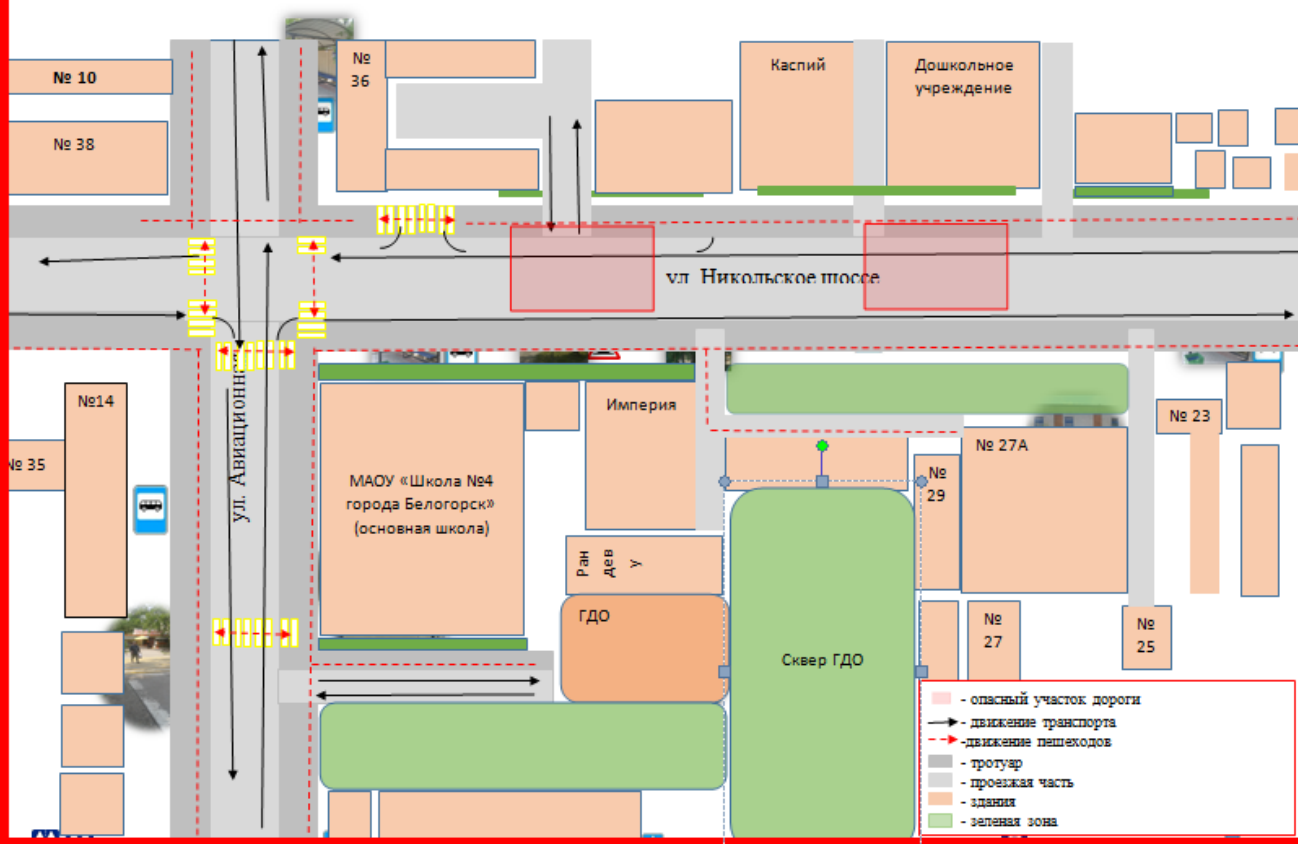 №
36
Каспий
Дошкольное
учреждение
№ 10
№ 38
ул. Никольское шоссе
№14
№ 35
ул. Авиационная
МАОУ «Школа №4
города Белогорск»
(основная школа)
Империя
№ 23
№ 27А
№
29
Ран
дев
у
ГДО
Сквер ГДО
№
27
№
25
- опасный участок дороги
- движение транспорта
-движение пешеходов
- тротуар
- проезжая часть
- здания
- зеленая зона